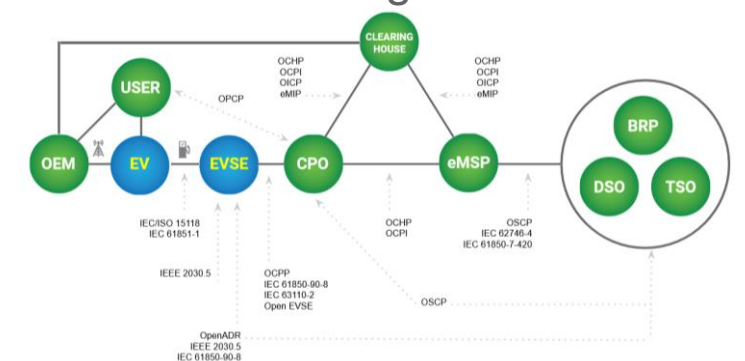 CLEARING
HOUSE
OCHP
OCPI
OICP
eMIP
OCHP
OCPI
OICP
eMIP
USER
OPCP
BRP
OEM
EV
EVSE
CPO
eMSP
DSO
TSO
IEC/ISO 15118
IEC 61851-1
OCHP
OCPI
OSCP
IEC 62746-4
IEC 61850-7-420
IEEE 2030.5
OCPP
IEC 61850-90-8
IEC 63110-2
Open EVSE
OSCP
OpenADR
IEEE 2030.5
IEC 61850-90-8